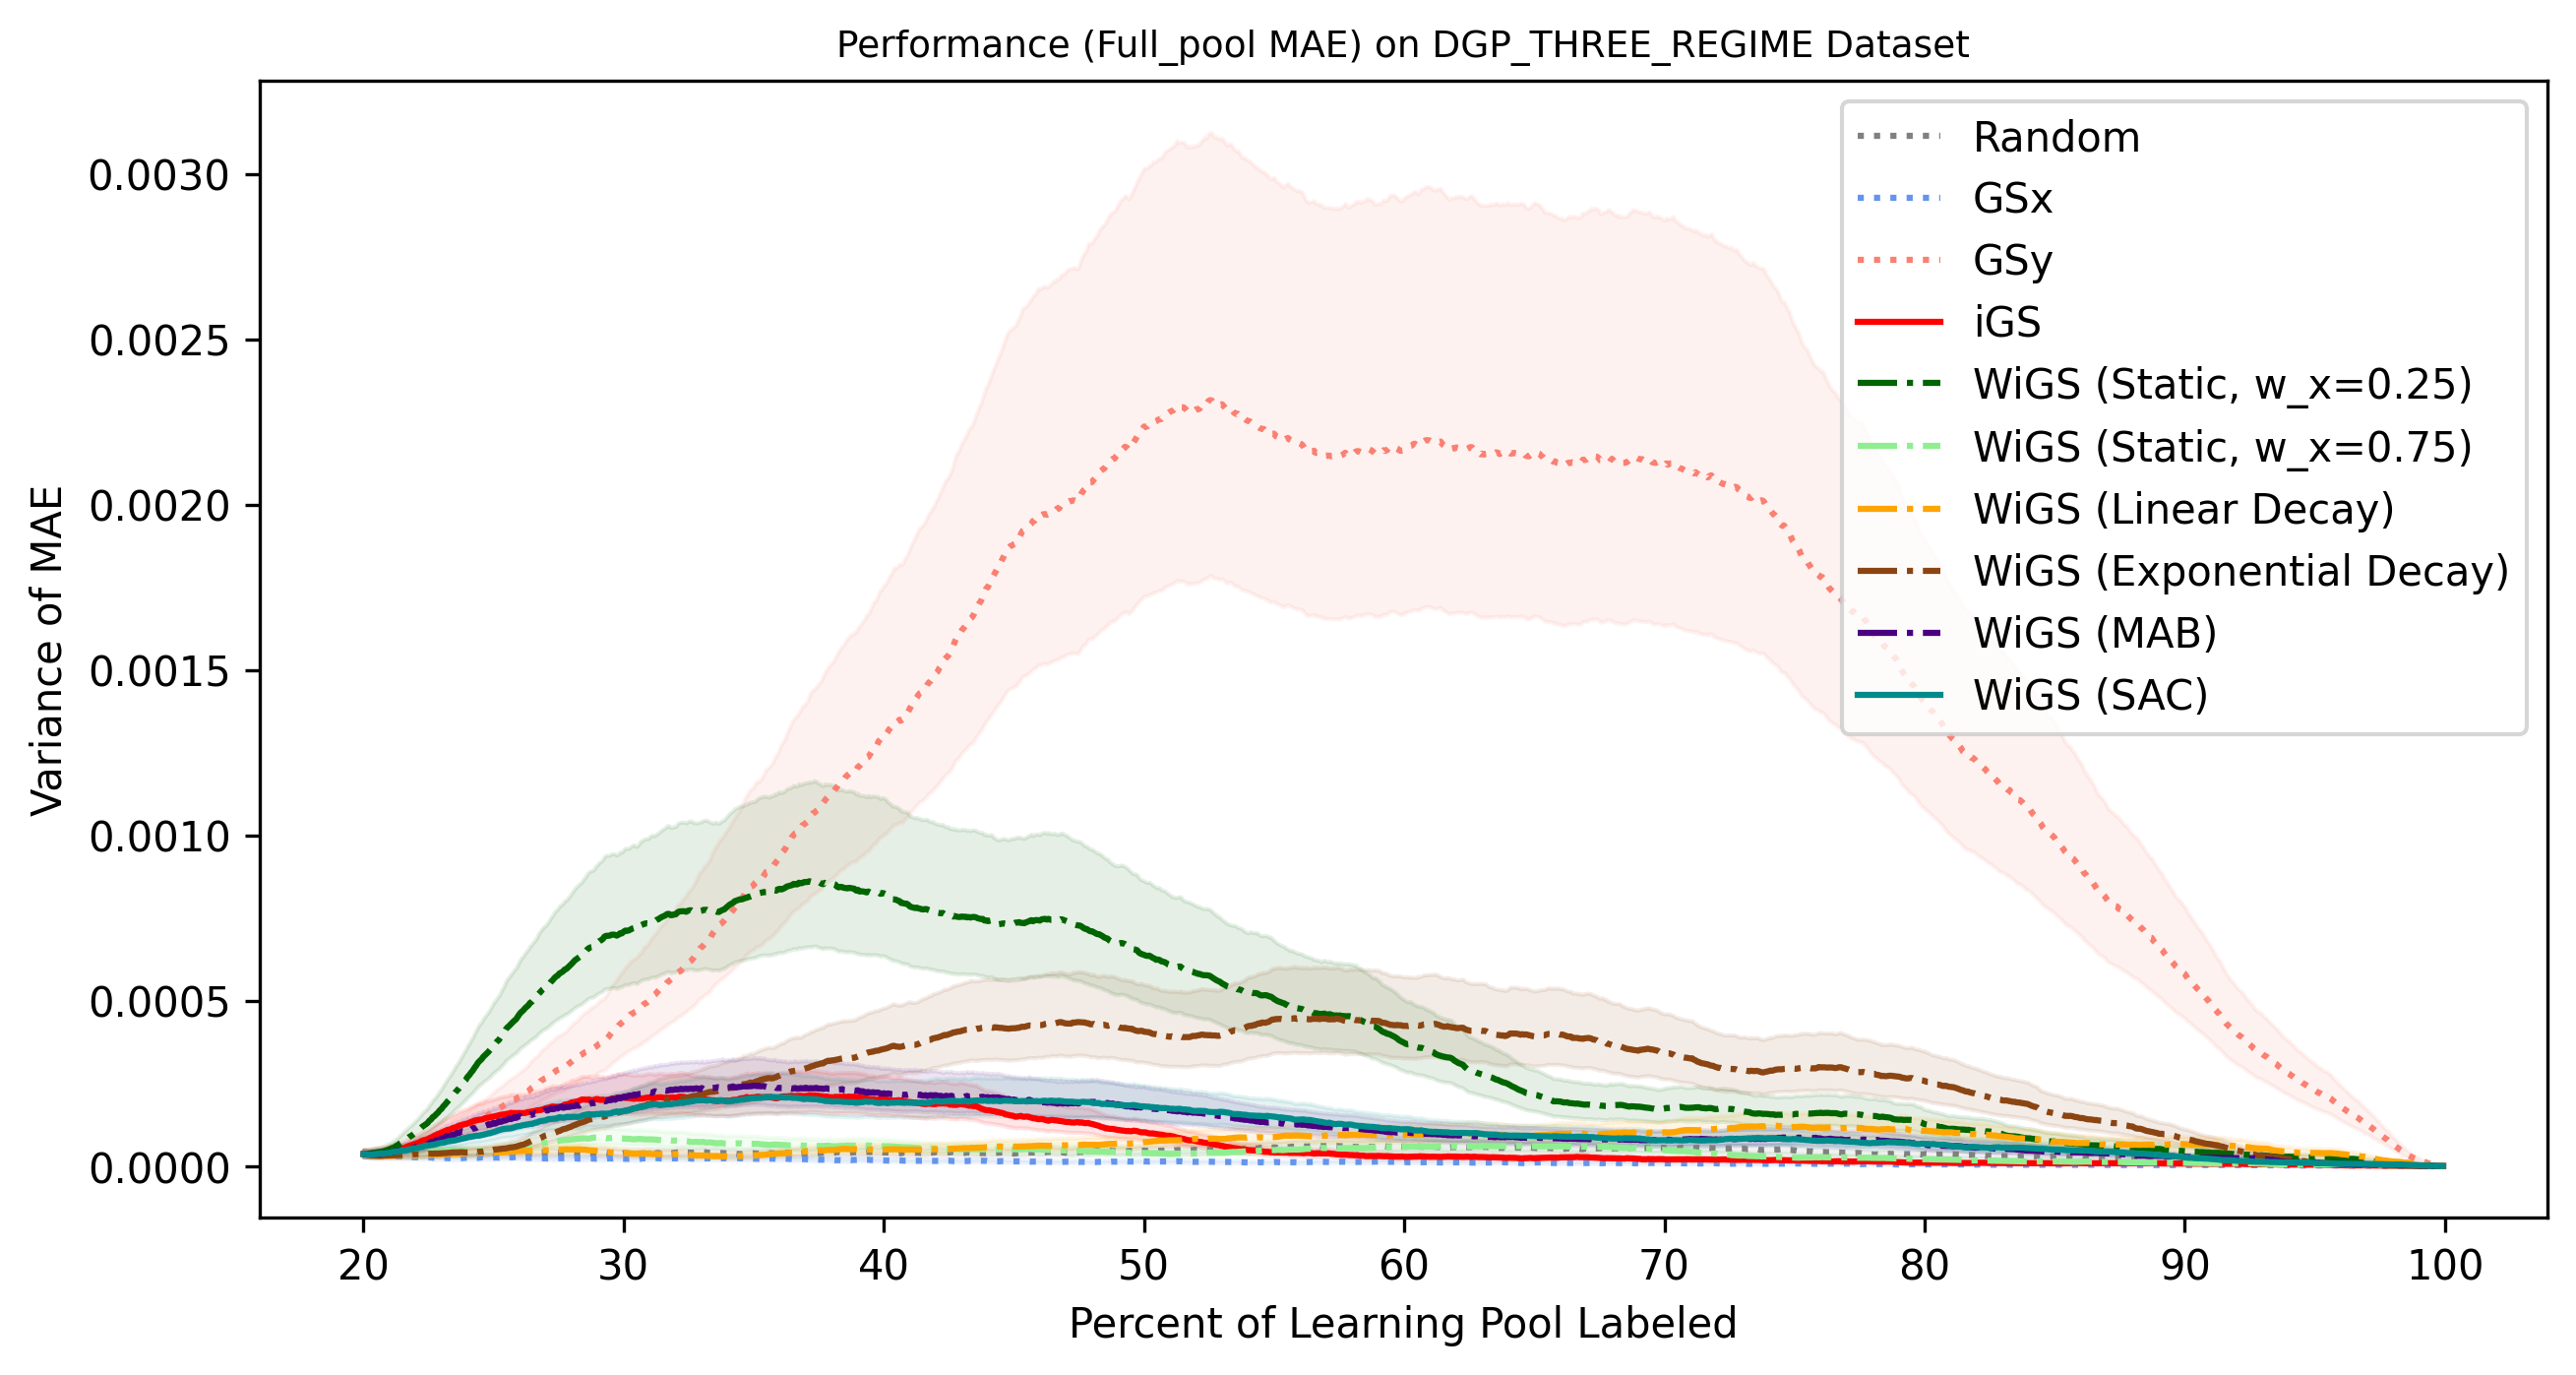 Performance (Full_pool MAE) on DGP_THREE_REGIME Dataset
Variance of MAE
0.0030
0.0025
0.0020
0.0015
0.0010
0.0005
0.0000
Random
GSx
GSy
iGS
WiGS (Static, w_x=0.25)
WiGS (Static, w_x=0.75)
WiGS (Linear Decay)
WiGS (Exponential Decay)
WiGS (MAB)
WiGS (SAC)
20 30 40 50 60 70 80 90 100
Percent of Learning Pool Labeled